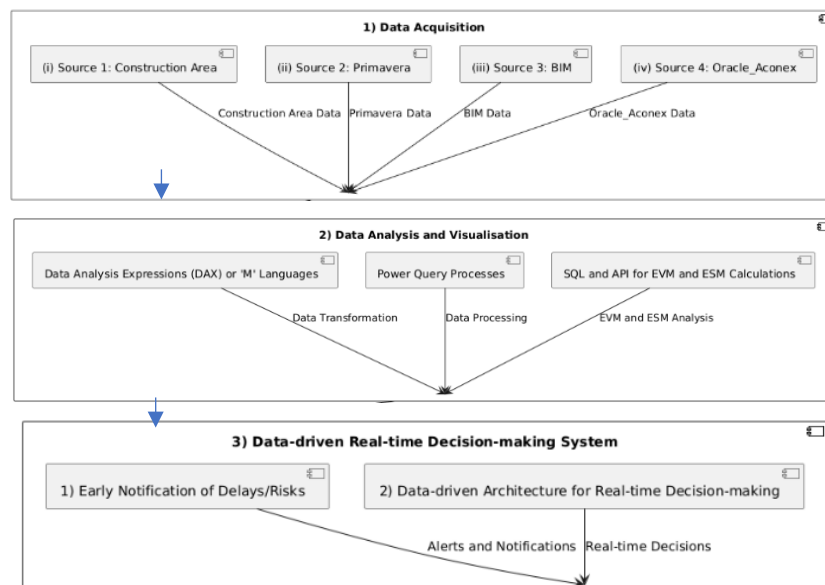 1) Data Acquisition
(i) Source 1: Construction Area
(ii) Source 2: Primavera
(iii) Source 3: BIM
(iv) Source 4: Oracle_Aconex
Construction Area Data
Primavera Data
BIM Data
Oracle_Aconex Data
2) Data Analysis and Visualisation
Data Analysis Expressions (DAX) or 'M' Languages
Power Query Processes
SQL and API for EVM and ESM Calculations
Data Transformation
Data Processing
EVM and ESM Analysis
3) Data-driven Real-time Decision-making System
1) Early Notification of Delays/Risks
2) Data-driven Architecture for Real-time Decision-making
Alerts and Notifications
Real-time Decisions